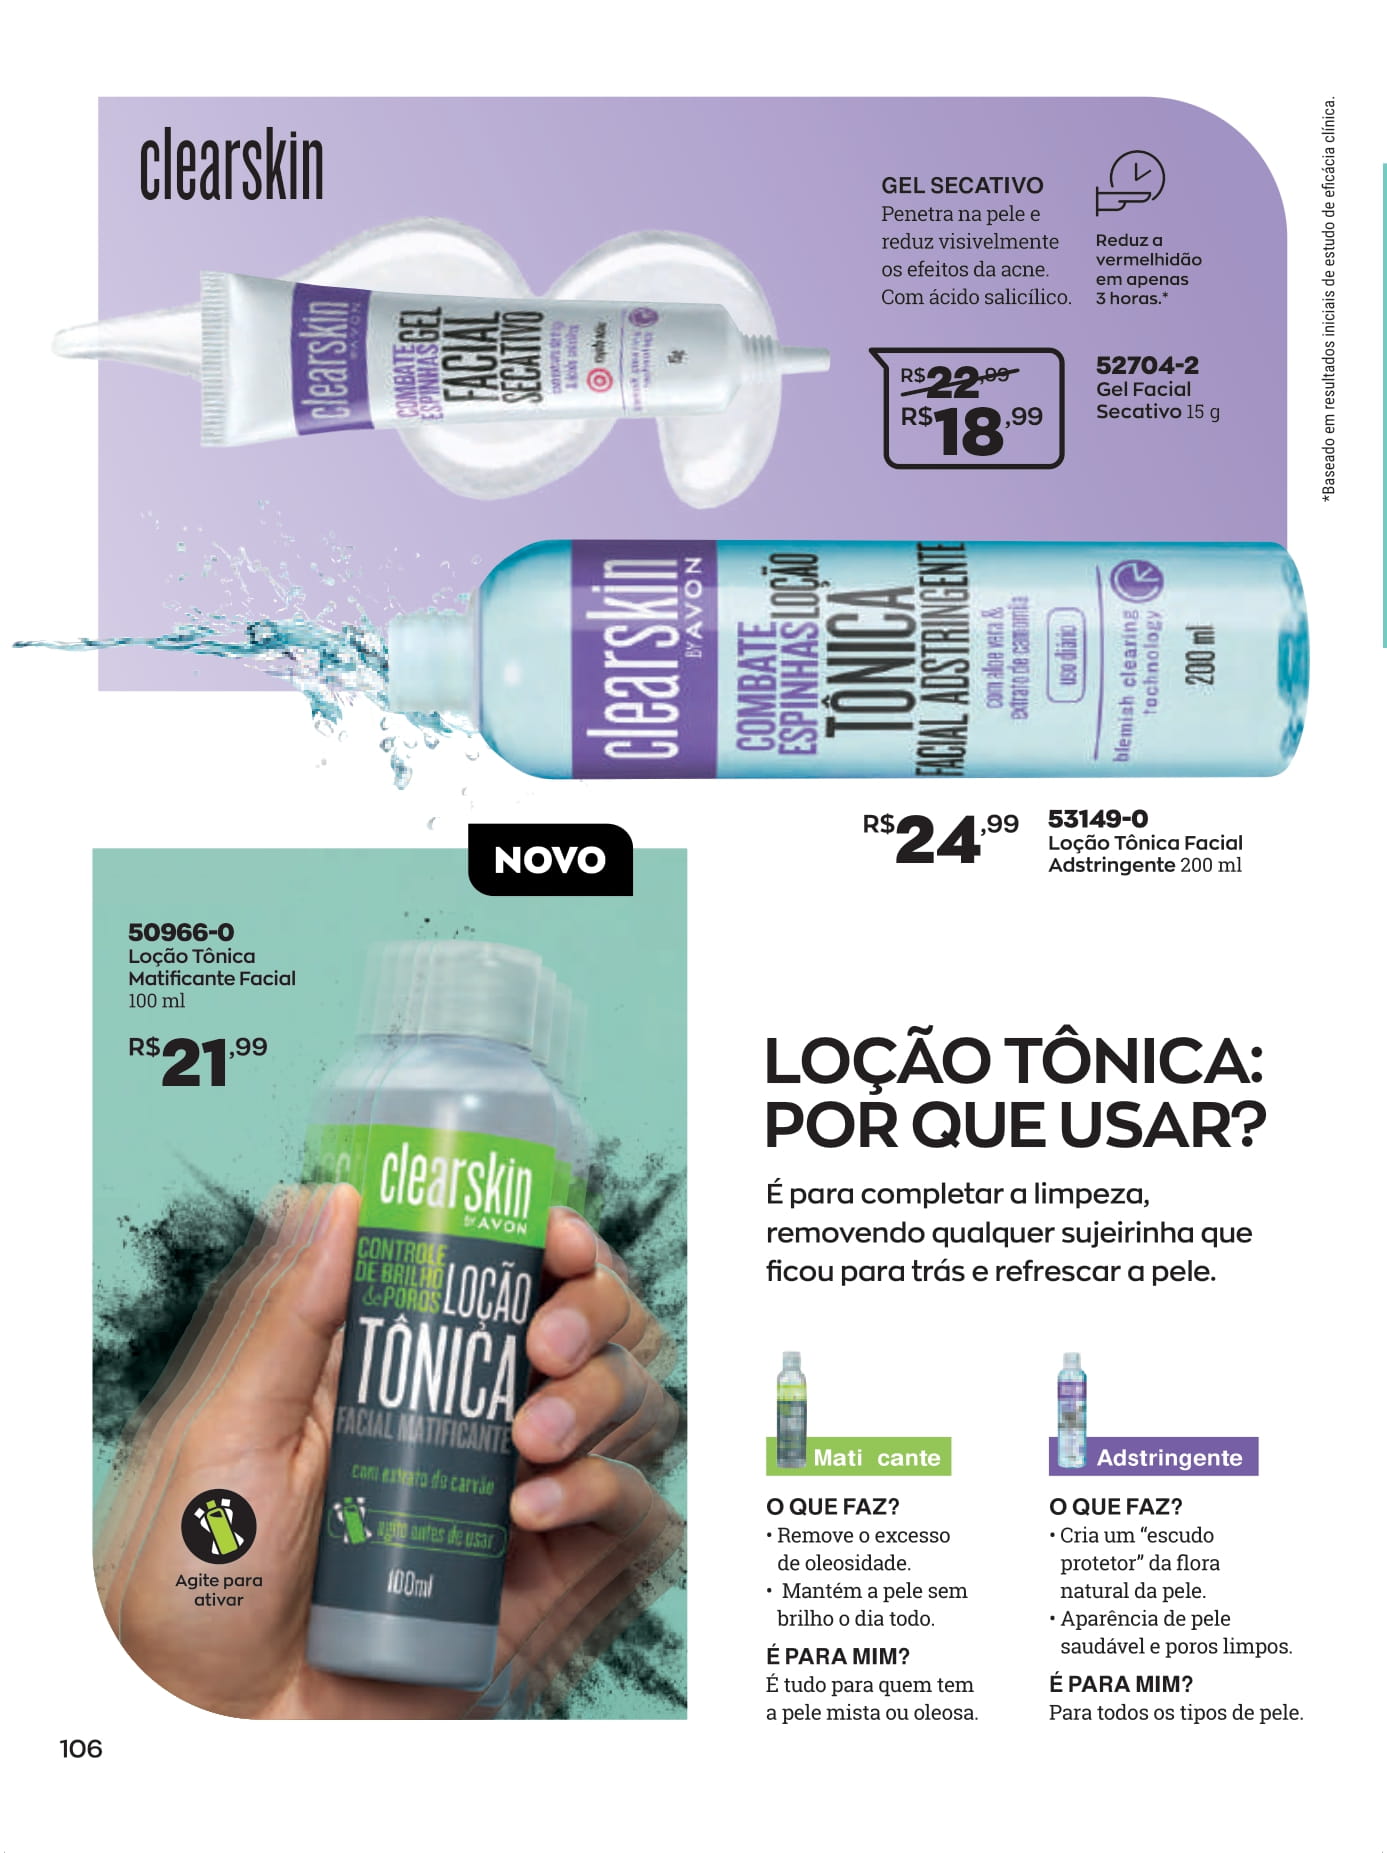 clearskin
GEL SECATIVO
Penetra na pele e
reduz visivelmente
os efeitos da acne.
Com ácido salicílico.
Reduz a
vermelhidão
em apenas
3 horas.*
R$22,99
R$18,99
52704-2
Gel Facial
Secativo 15 g
*Baseado em resultados iniciais de estudo de eficácia clínica.
clearskin
BY AVON
COMBATE
ESPINHAS
GEL
FACIAL
SECATIVO
15g
clearskin
BY AVON
COMBATE
ESPINHAS
LOÇÃO
TÔNICA
FACIAL ADSTRINGENTE
com aloe vera &
extrato de camomila
uso diário
blemish clearing
technology
200 ml
R$24,99
53149-0
Loção Tônica Facial
Adstringente 200 ml
NOVO
50966-0
Loção Tônica
Matificante Facial
100 ml
R$21,99
clearskin
BY AVON
CONTROLE
DE BRILHO
& POROS
LOÇÃO
TÔNICA
FACIAL MATIFICANTE
com extrato de carvão
agite antes de usar
100ml
Agite para
ativar
LOÇÃO TÔNICA:
POR QUE USAR?
É para completar a limpeza,
removendo qualquer sujeirinha que
ficou para trás e refrescar a pele.
Mati cante
O QUE FAZ?
• Remove o excesso
de oleosidade.
• Mantém a pele sem
brilho o dia todo.
É PARA MIM?
É tudo para quem tem
a pele mista ou oleosa.
Adstringente
O QUE FAZ?
• Cria um “escudo
protetor” da flora
natural da pele.
• Aparência de pele
saudável e poros limpos.
É PARA MIM?
Para todos os tipos de pele.
106